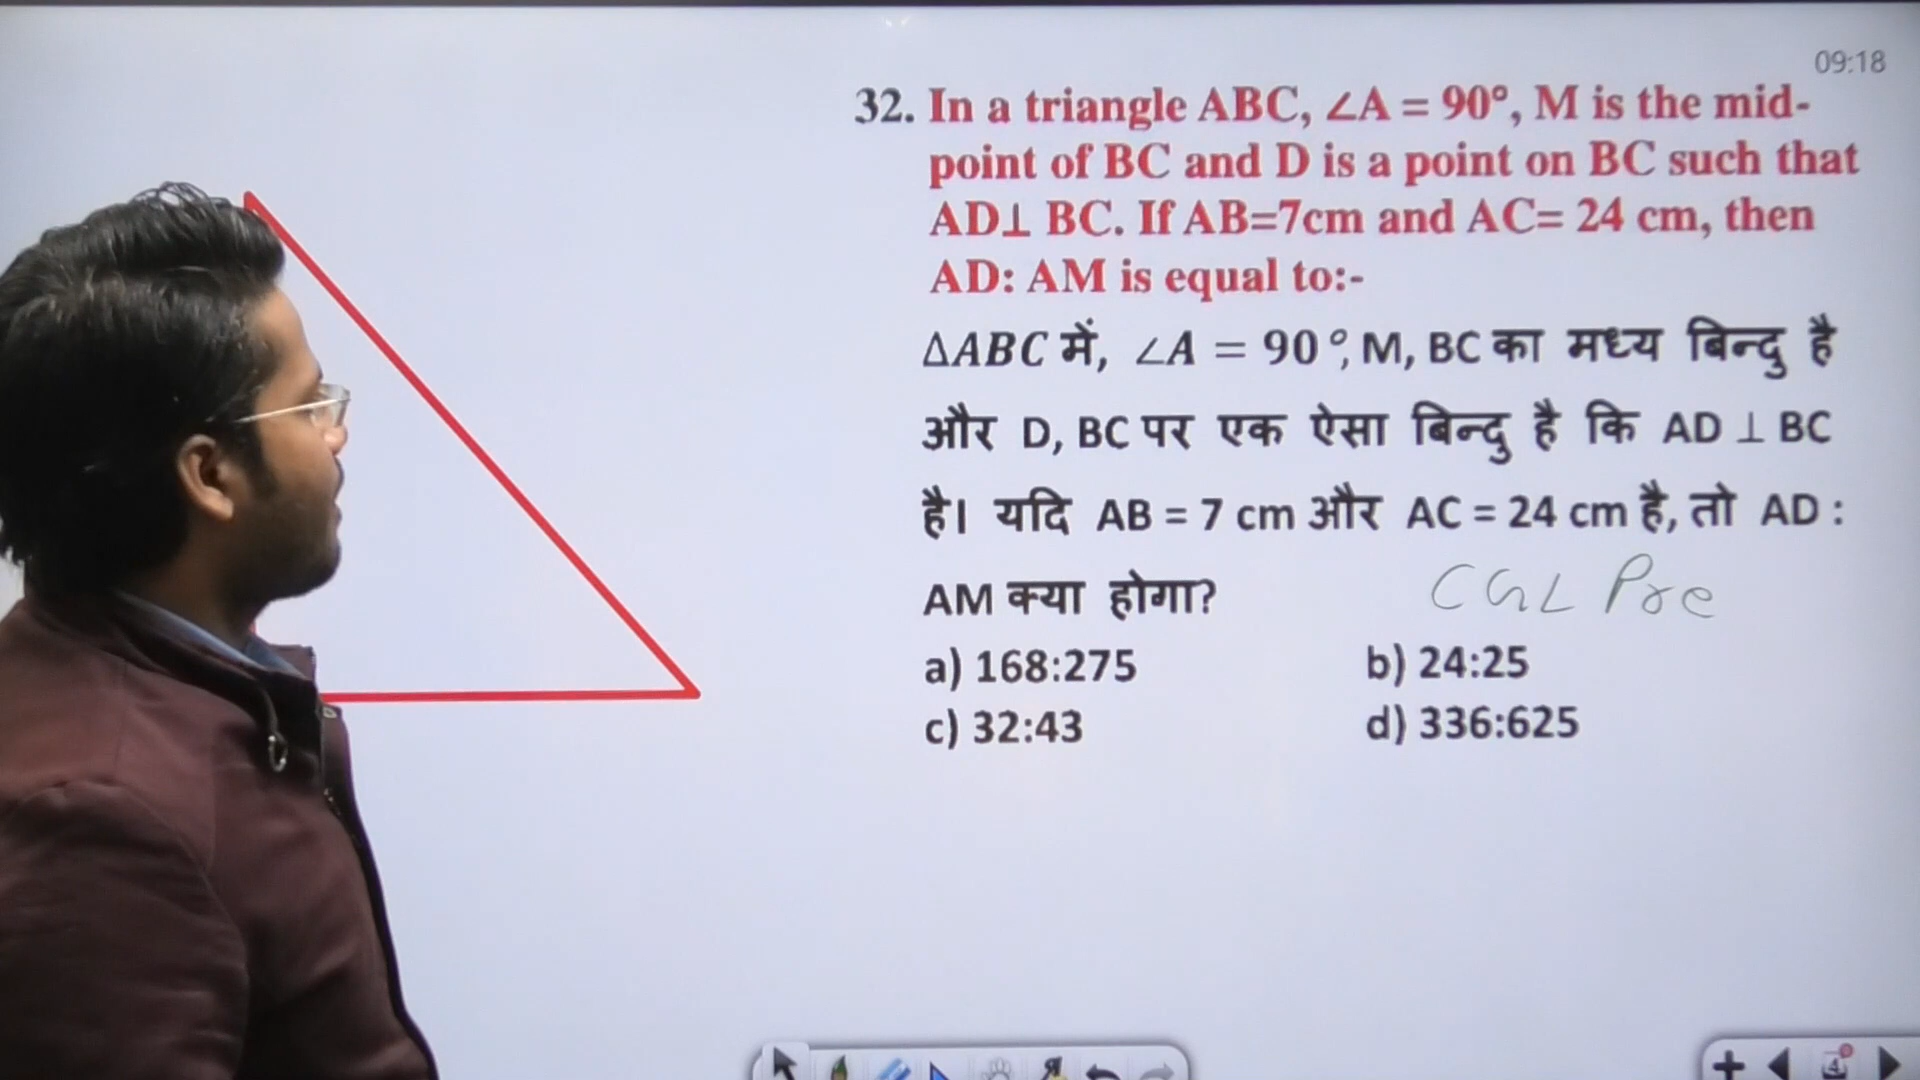 09:18
32. In a triangle ABC, ∠A = 90°, M is the mid-
point of BC and D is a point on BC such that
AD⊥ BC. If AB=7cm and AC= 24 cm, then
AD: AM is equal to:-
ΔABC में, ∠A = 90°, M, BC का मध्य बिन्दु है
और D, BC पर एक ऐसा बिन्दु है कि AD ⊥ BC
है। यदि AB = 7 cm और AC = 24 cm है, तो AD :
AM क्या होगा?
CGL Pre
a) 168:275 b) 24:25
c) 32:43 d) 336:625
4